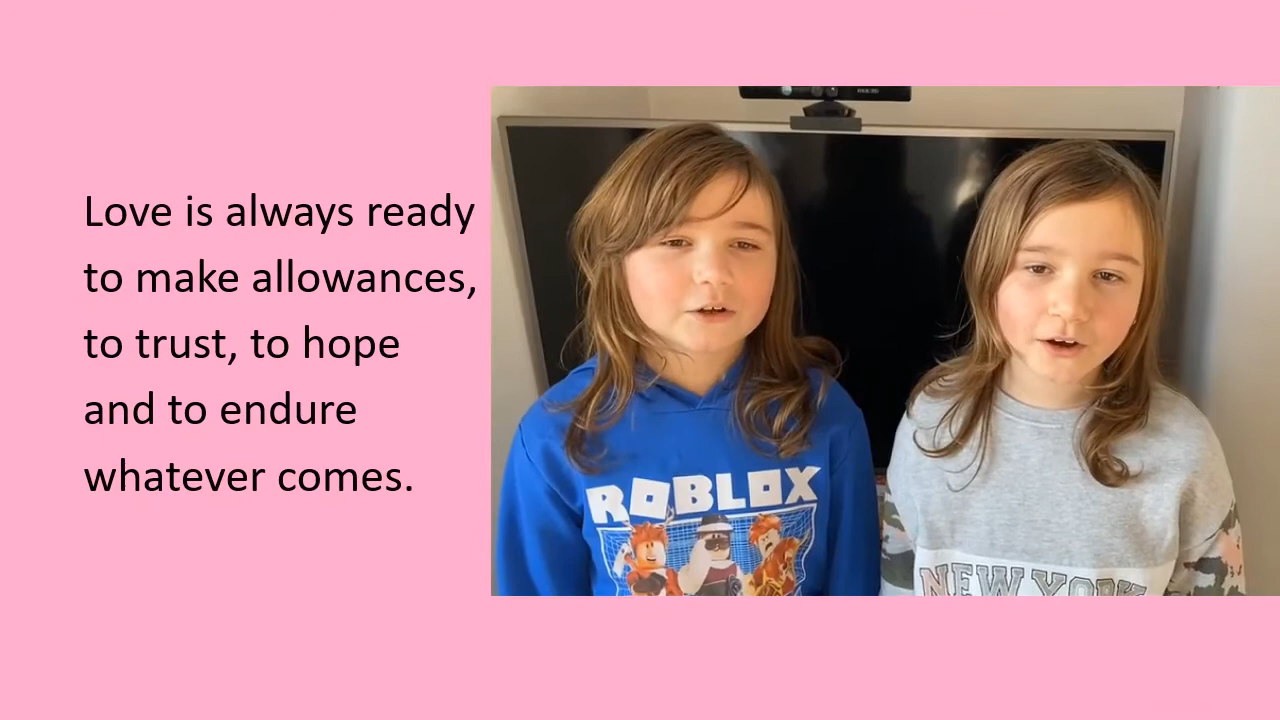 Love is always ready
to make allowances,
to trust, to hope
and to endure
whatever comes.
ROBLOX
NEW YORK